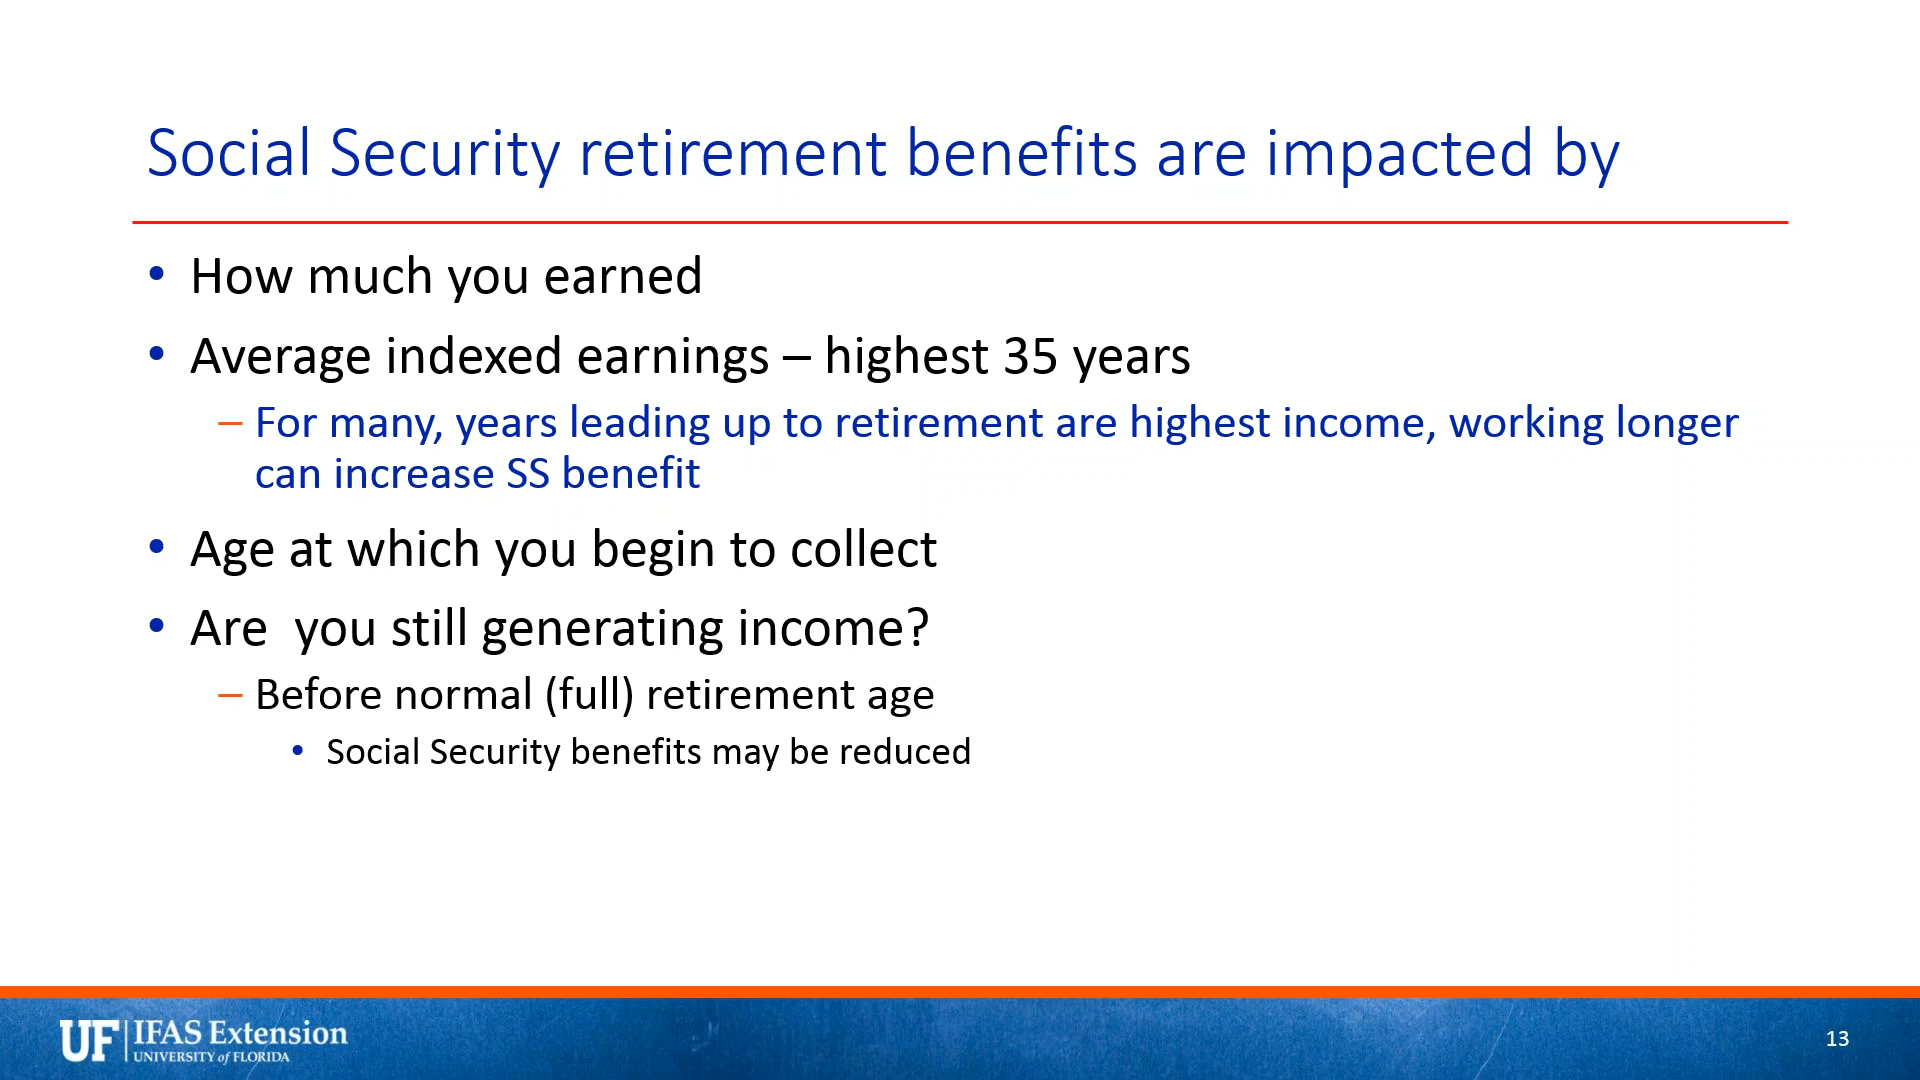 Social Security retirement benefits are impacted by
• How much you earned
• Average indexed earnings – highest 35 years
– For many, years leading up to retirement are highest income, working longer
can increase SS benefit
• Age at which you begin to collect
• Are  you still generating income?
– Before normal (full) retirement age
• Social Security benefits may be reduced
UF IFAS Extension
UNIVERSITY of FLORIDA
13